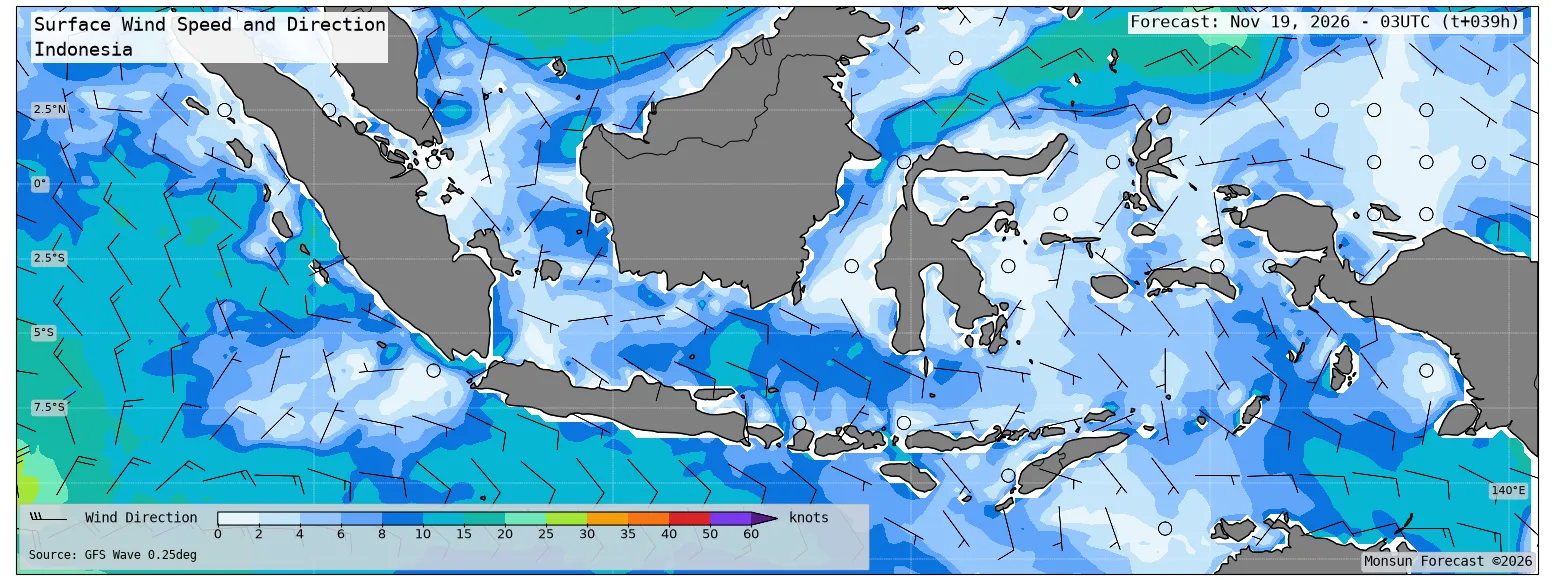 Surface Wind Speed and Direction
Indonesia
Forecast: Nov 19, 2026 - 03UTC (t+039h)
2.5°N
0°
2.5°S
5°S
7.5°S
140°E
Wind Direction
knots
0 2 4 6 8 10 15 20 25 30 35 40 50 60
Source: GFS Wave 0.25deg
Monsun Forecast ©2026